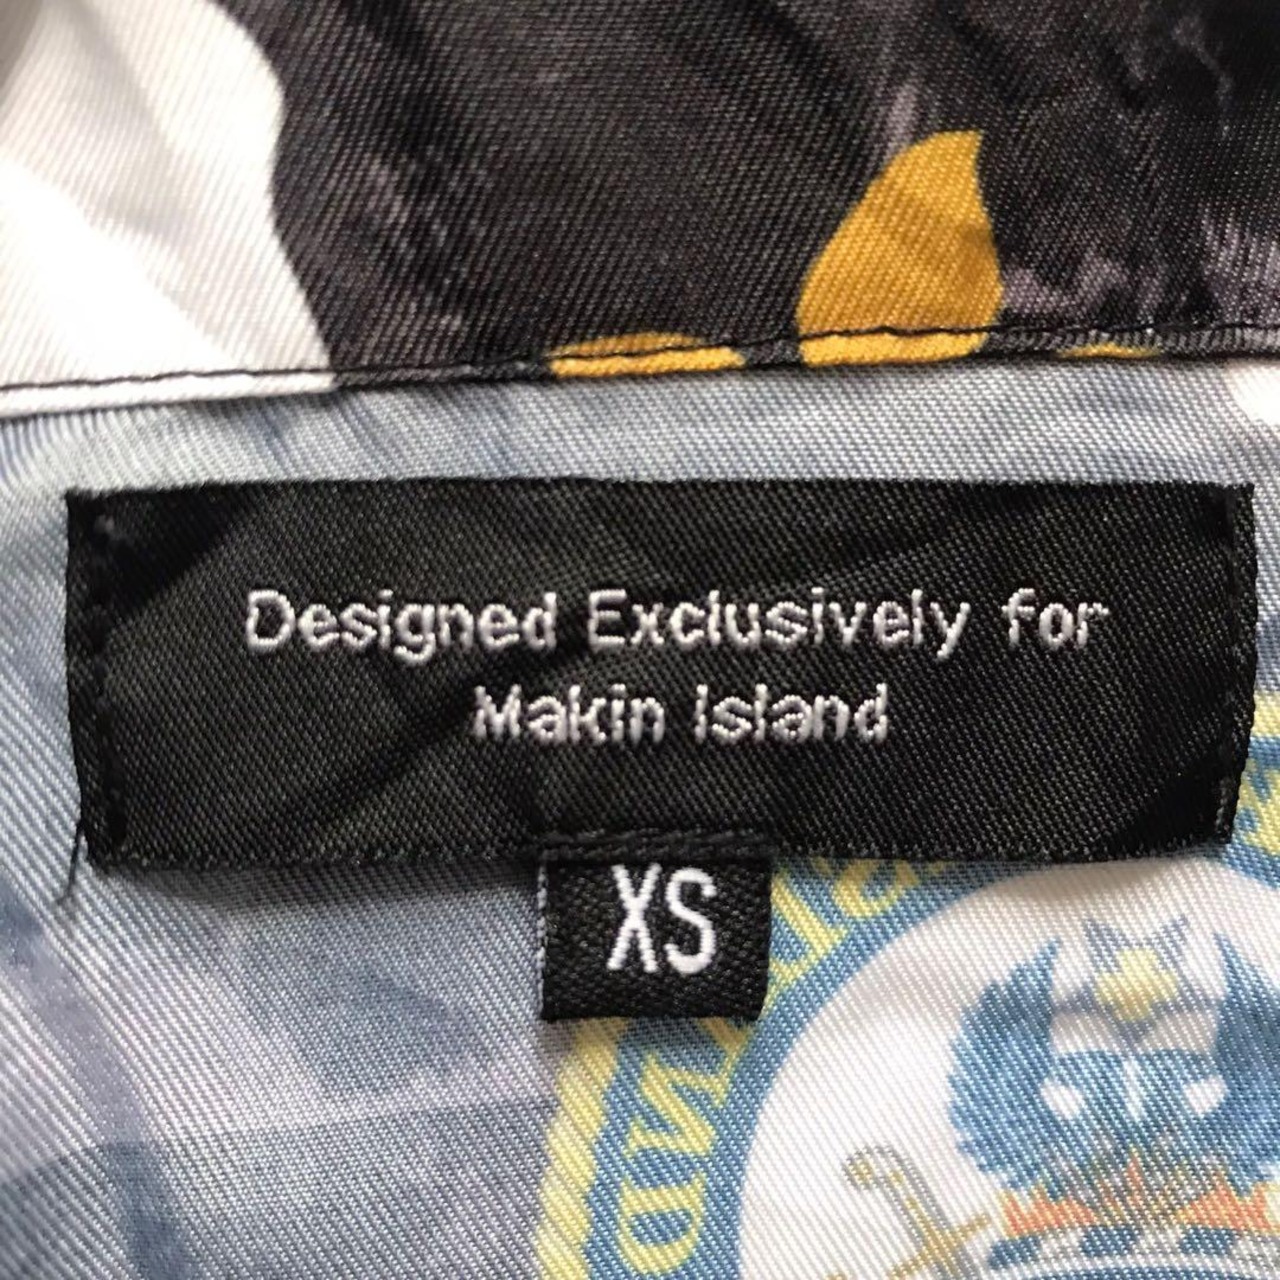 Designed Exclusively for
Makin Island
XS